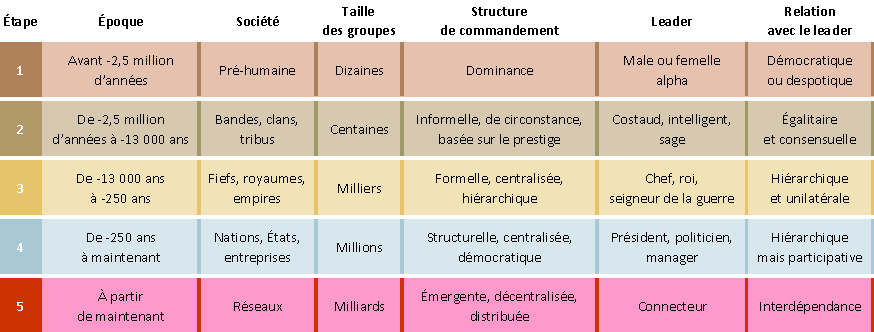 Étape
Époque
Société
Taille
des groupes
Structure
de commandement
Leader
Relation
avec le leader
1
Avant -2,5 million
d’années
Pré-humaine
Dizaines
Dominance
Male ou femelle
alpha
Démocratique
ou despotique
2
De -2,5 million
d’années à -13 000 ans
Bandes, clans,
tribus
Centaines
Informelle, de circonstance,
basée sur le prestige
Costaud, intelligent,
sage
Égalitaire
et consensuelle
3
De -13 000 ans
à -250 ans
Fiefs, royaumes,
empires
Milliers
Formelle, centralisée,
hiérarchique
Chef, roi,
seigneur de la guerre
Hiérarchique
et unilatérale
4
De -250 ans
à maintenant
Nations, États,
entreprises
Millions
Structurelle, centralisée,
démocratique
Président, politicien,
manager
Hiérarchique
mais participative
5
À partir
de maintenant
Réseaux
Milliards
Émergente, décentralisée,
distribuée
Connecteur
Interdépendance